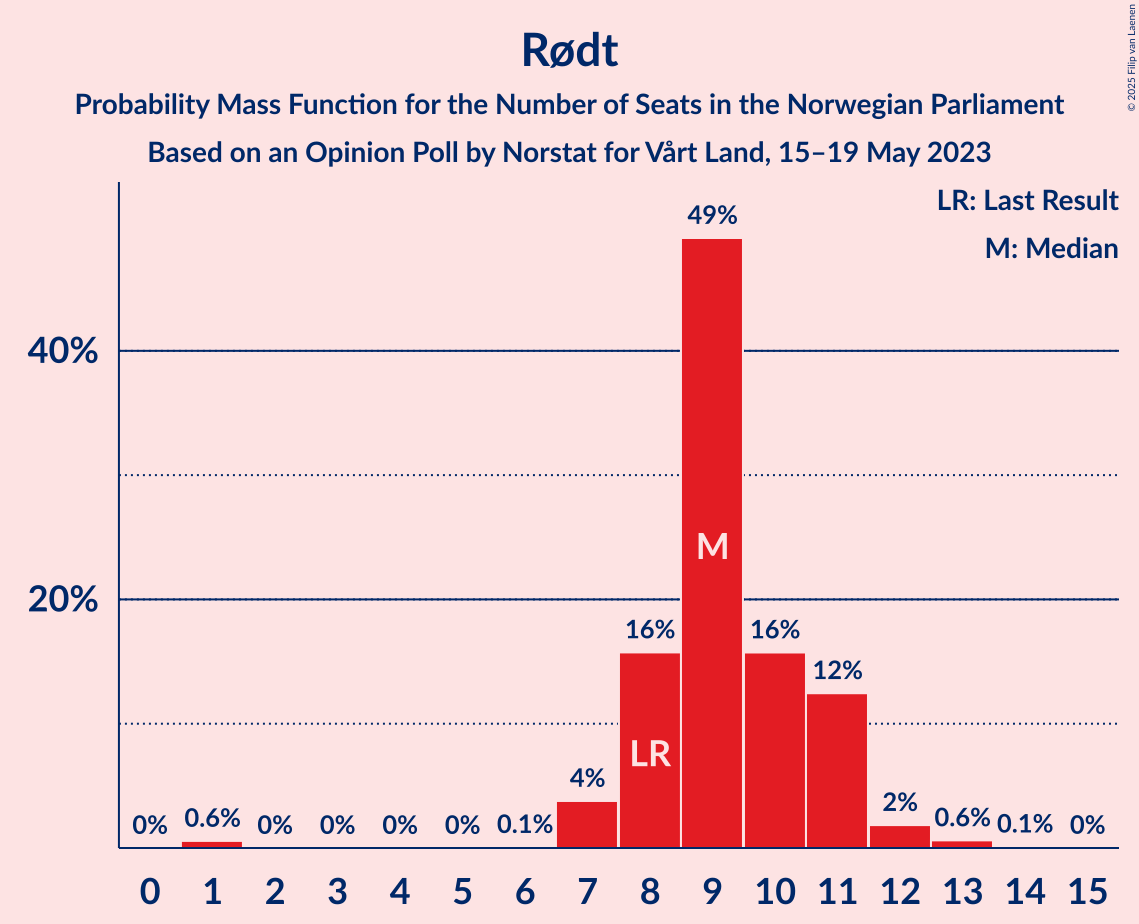 Rødt
Probability Mass Function for the Number of Seats in the Norwegian Parliament
Based on an Opinion Poll by Norstat for Vårt Land, 15–19 May 2023
© 2025 Filip van Laenen
LR: Last Result
M: Median
40%
20%
0% 0.6% 0% 0% 0% 0% 0.1% 4% 16% 49% 16% 12% 2% 0.6% 0.1% 0%
LR M
0 1 2 3 4 5 6 7 8 9 10 11 12 13 14 15